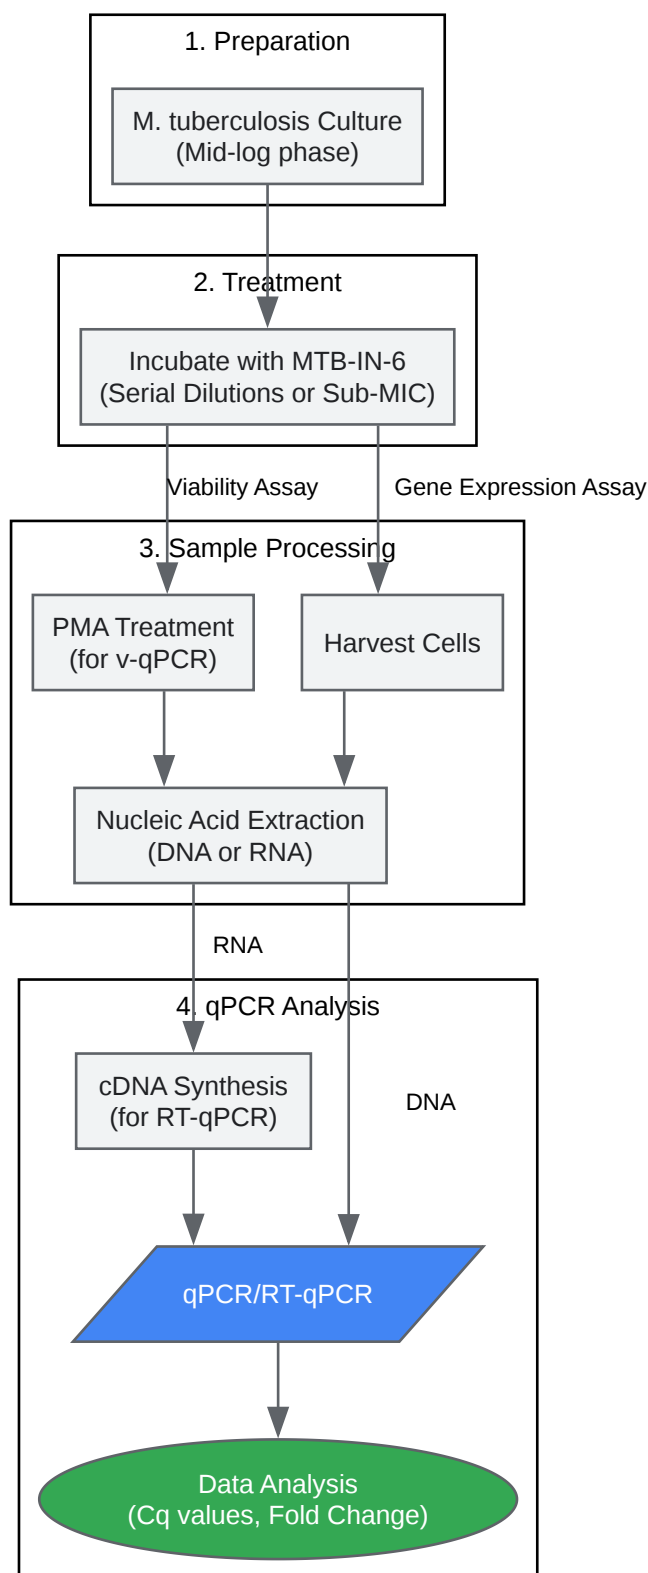 1. Preparation
M. tuberculosis Culture
(Mid-log phase)
2. Treatment
Incubate with MTB-IN-6
(Serial Dilutions or Sub-MIC)
Viability Assay
Gene Expression Assay
3. Sample Processing
PMA Treatment
(for v-qPCR)
Harvest Cells
Nucleic Acid Extraction
(DNA or RNA)
RNA
4. qPCR Analysis
cDNA Synthesis
(for RT-qPCR)
DNA
qPCR/RT-qPCR
Data Analysis
(Cq values, Fold Change)